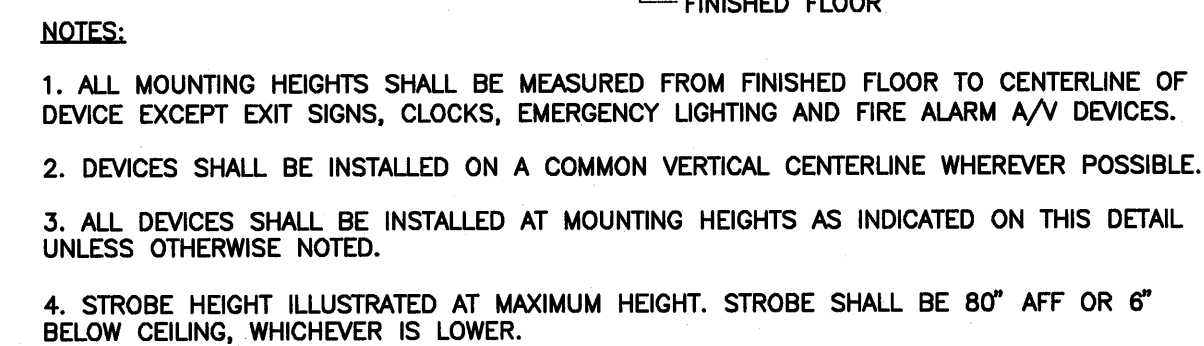 FINISHED FLOOR
NOTES:
1. ALL MOUNTING HEIGHTS SHALL BE MEASURED FROM FINISHED FLOOR TO CENTERLINE OF
DEVICE EXCEPT EXIT SIGNS, CLOCKS, EMERGENCY LIGHTING AND FIRE ALARM A/V DEVICES.
2. DEVICES SHALL BE INSTALLED ON A COMMON VERTICAL CENTERLINE WHEREVER POSSIBLE.
3. ALL DEVICES SHALL BE INSTALLED AT MOUNTING HEIGHTS AS INDICATED ON THIS DETAIL
UNLESS OTHERWISE NOTED.
4. STROBE HEIGHT ILLUSTRATED AT MAXIMUM HEIGHT. STROBE SHALL BE 80" AFF OR 6"
BELOW CEILING, WHICHEVER IS LOWER.